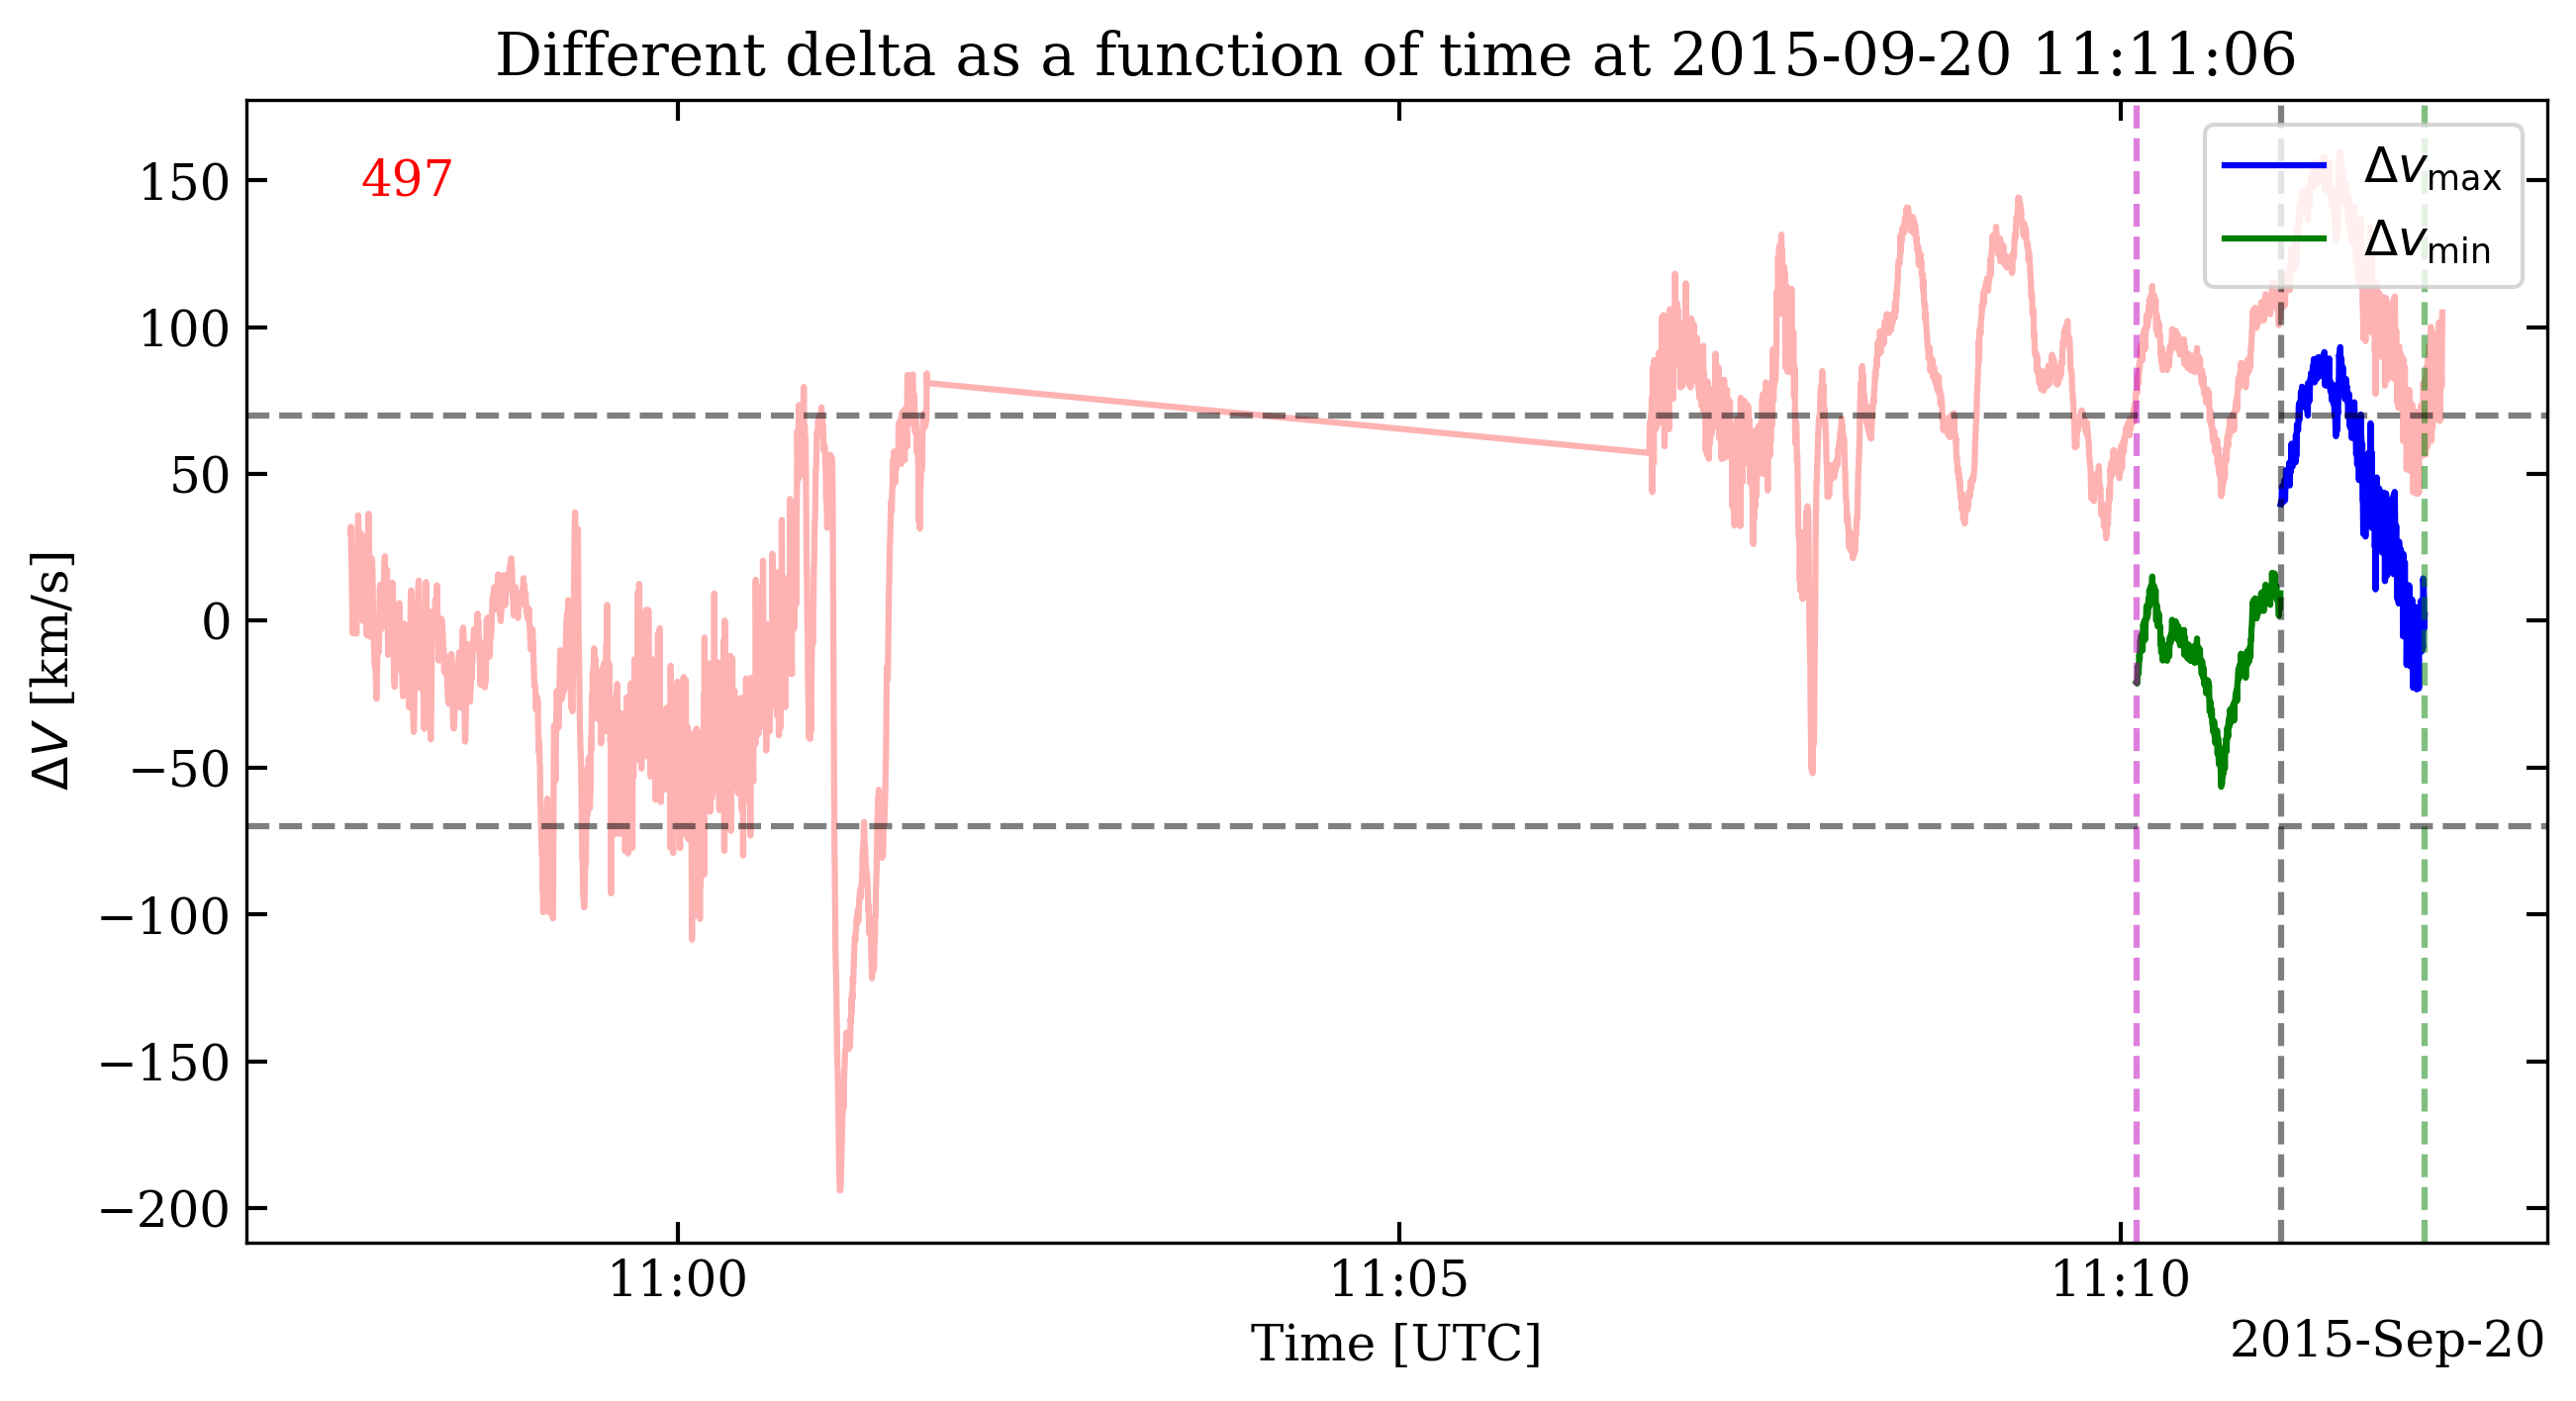 Different delta as a function of time at 2015-09-20 11:11:06
497
Δv_max
Δv_min
ΔV [km/s]
150
100
50
0
−50
−100
−150
−200
11:00
11:05
11:10
Time [UTC]
2015-Sep-20